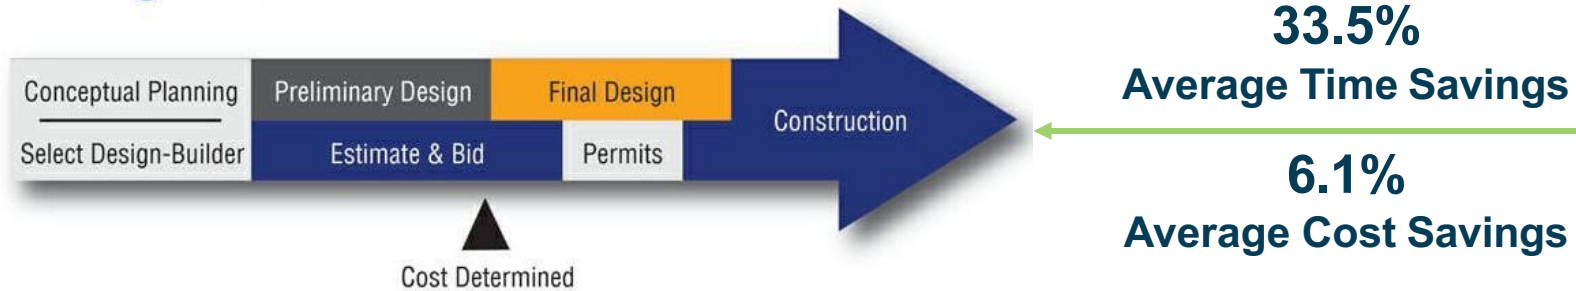 Conceptual Planning
Select Design-Builder
Preliminary Design
Final Design
Estimate & Bid
Permits
Construction
Cost Determined
33.5%
Average Time Savings
6.1%
Average Cost Savings